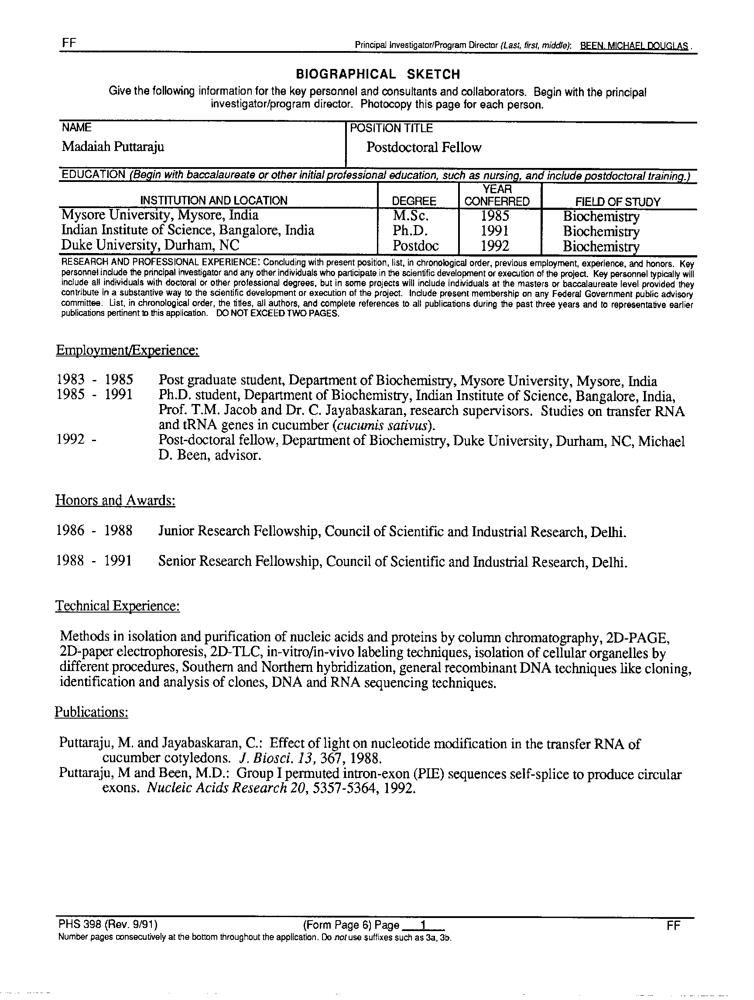 FF Principal Investigator/Program Director (Last, first, middle): BEEN, MICHAEL DOUGLAS .
BIOGRAPHICAL SKETCH
Give the following information for the key personnel and consultants and collaborators. Begin with the principal
investigator/program director. Photocopy this page for each person.
NAME POSITION TITLE
Madaiah Puttaraju Postdoctoral Fellow
EDUCATION (Begin with baccalaureate or other initial professional education, such as nursing, and include postdoctoral training.)
INSTITUTION AND LOCATION DEGREE YEAR CONFERRED FIELD OF STUDY
Mysore University, Mysore, India M.Sc. 1985 Biochemistry
Indian Institute of Science, Bangalore, India Ph.D. 1991 Biochemistry
Duke University, Durham, NC Postdoc 1992 Biochemistry
RESEARCH AND PROFESSIONAL EXPERIENCE: Concluding with present position, list, in chronological order, previous employment, experience, and honors. Key
personnel include the principal investigator and any other individuals who participate in the scientific development or execution of the project. Key personnel typically will
include all individuals with doctoral or other professional degrees, but in some projects will include individuals at the masters or baccalaureate level provided they
contribute in a substantive way to the scientific development or execution of the project. Include present membership on any Federal Government public advisory
committee. List, in chronological order, the titles, all authors, and complete references to all publications during the past three years and to representative earlier
publications pertinent to this application. DO NOT EXCEED TWO PAGES.
Employment/Experience:
1983 - 1985 Post graduate student, Department of Biochemistry, Mysore University, Mysore, India
1985 - 1991 Ph.D. student, Department of Biochemistry, Indian Institute of Science, Bangalore, India,
Prof. T.M. Jacob and Dr. C. Jayabaskaran, research supervisors. Studies on transfer RNA
and tRNA genes in cucumber (cucumis sativus).
1992 - Post-doctoral fellow, Department of Biochemistry, Duke University, Durham, NC, Michael
D. Been, advisor.
Honors and Awards:
1986 - 1988 Junior Research Fellowship, Council of Scientific and Industrial Research, Delhi.
1988 - 1991 Senior Research Fellowship, Council of Scientific and Industrial Research, Delhi.
Technical Experience:
Methods in isolation and purification of nucleic acids and proteins by column chromatography, 2D-PAGE,
2D-paper electrophoresis, 2D-TLC, in-vitro/in-vivo labeling techniques, isolation of cellular organelles by
different procedures, Southern and Northern hybridization, general recombinant DNA techniques like cloning,
identification and analysis of clones, DNA and RNA sequencing techniques.
Publications:
Puttaraju, M. and Jayabaskaran, C.: Effect of light on nucleotide modification in the transfer RNA of
cucumber cotyledons. J. Biosci. 13, 367, 1988.
Puttaraju, M and Been, M.D.: Group I permuted intron-exon (PIE) sequences self-splice to produce circular
exons. Nucleic Acids Research 20, 5357-5364, 1992.
PHS 398 (Rev. 9/91) (Form Page 6) Page 1 FF
Number pages consecutively at the bottom throughout the application. Do not use suffixes such as 3a, 3b.